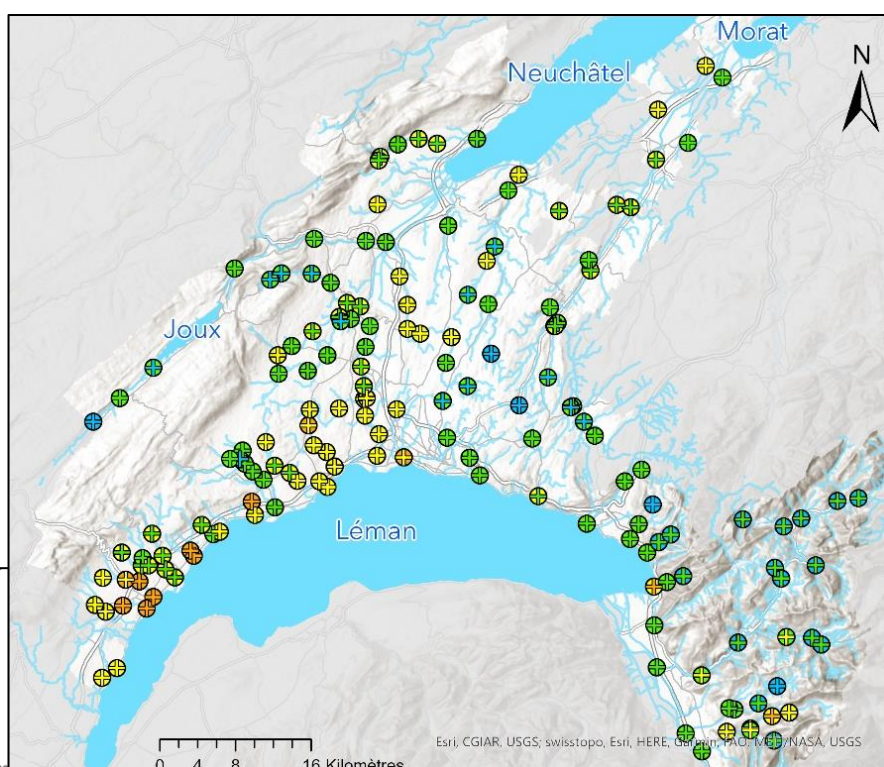 Morat
Neuchâtel
N
Joux
Léman
Esri, CGIAR, USGS; swisstopo, Esri, HERE, Garmin, FAO, METI/NASA, USGS
0 4 8 16 Kilomètres